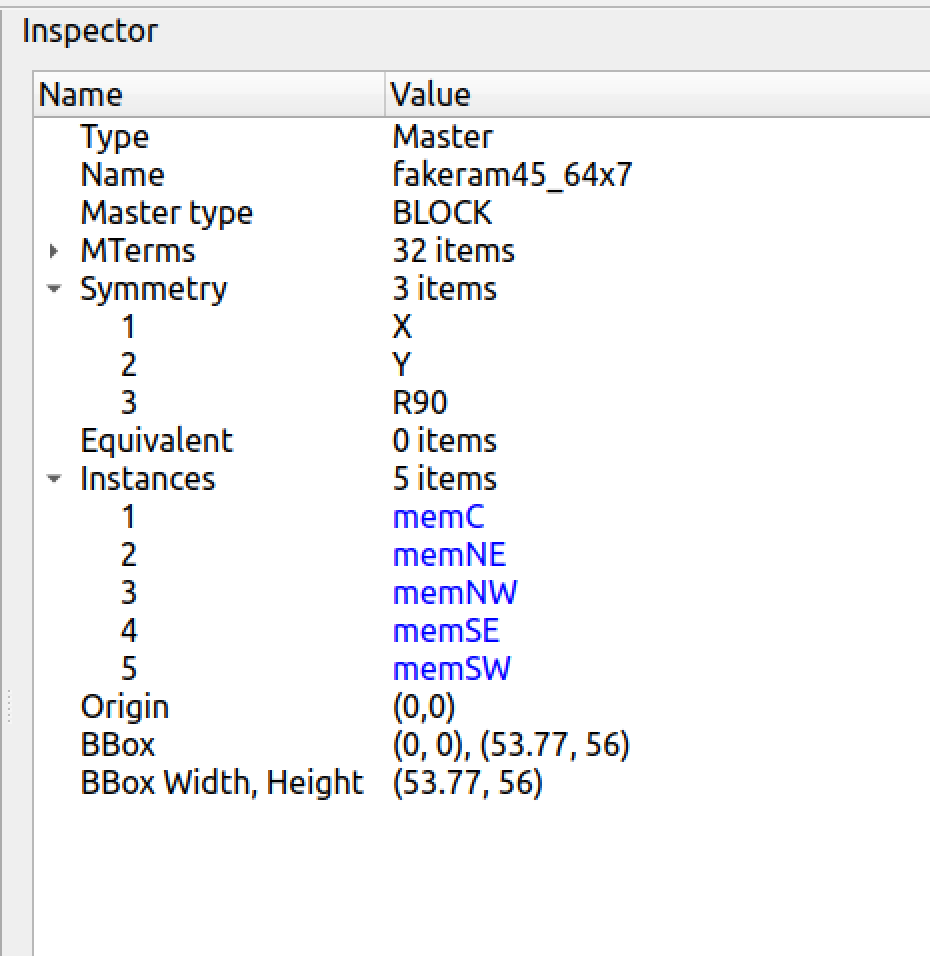 Inspector
Name Value
Type Master
Name fakeram45_64x7
Master type BLOCK
MTerms 32 items
Symmetry 3 items
1 X
2 Y
3 R90
Equivalent 0 items
Instances 5 items
1 memC
2 memNE
3 memNW
4 memSE
5 memSW
Origin (0,0)
BBox (0, 0), (53.77, 56)
BBox Width, Height (53.77, 56)